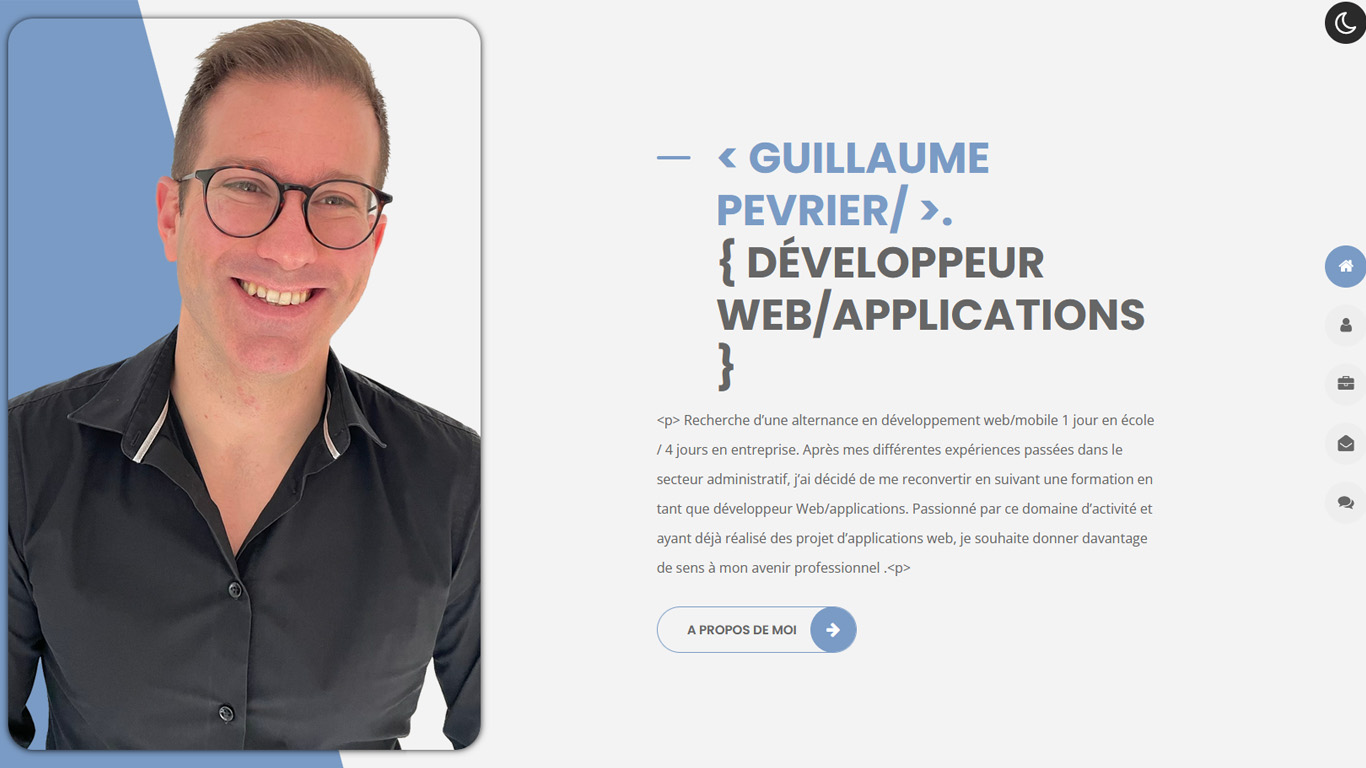 < GUILLAUME
PEVRIER/ >.
{ DÉVELOPPEUR
WEB/APPLICATIONS
}
<p> Recherche d’une alternance en développement web/mobile 1 jour en école
/ 4 jours en entreprise. Après mes différentes expériences passées dans le
secteur administratif, j’ai décidé de me reconvertir en suivant une formation en
tant que développeur Web/applications. Passionné par ce domaine d’activité et
ayant déjà réalisé des projet d’applications web, je souhaite donner davantage
de sens à mon avenir professionnel .<p>
A PROPOS DE MOI